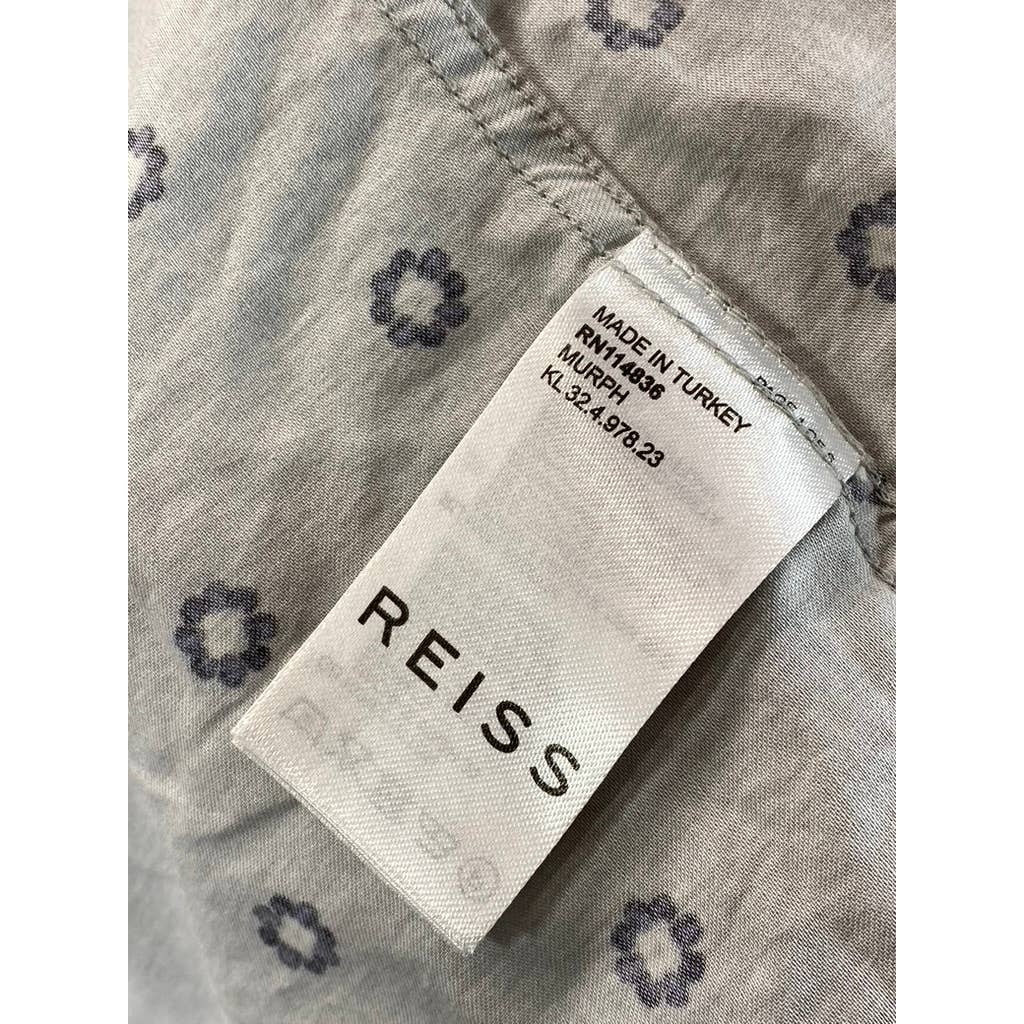 MADE IN TURKEY
RN114836
MURPH
KL 32.4.978.23
REISS